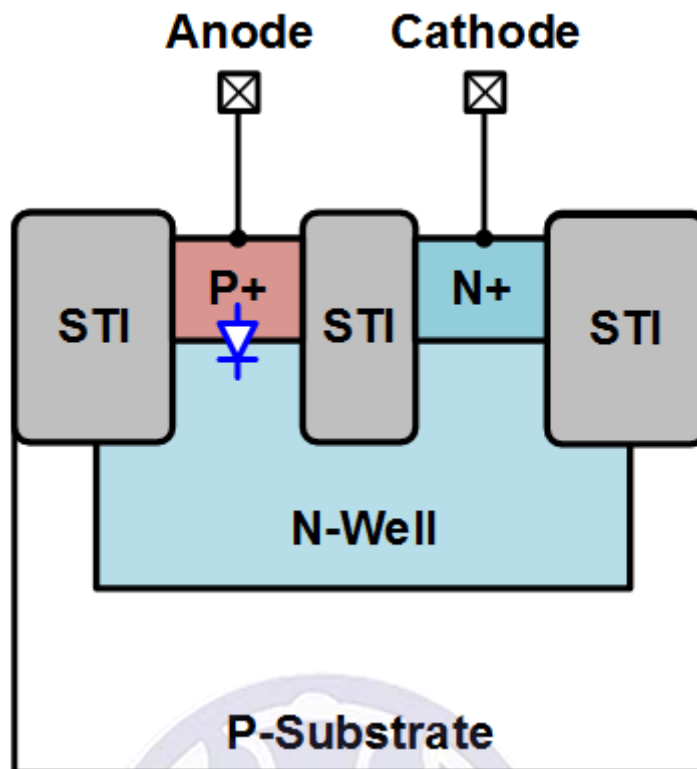 Anode Cathode
P+ N+
STI STI STI
N-Well
P-Substrate